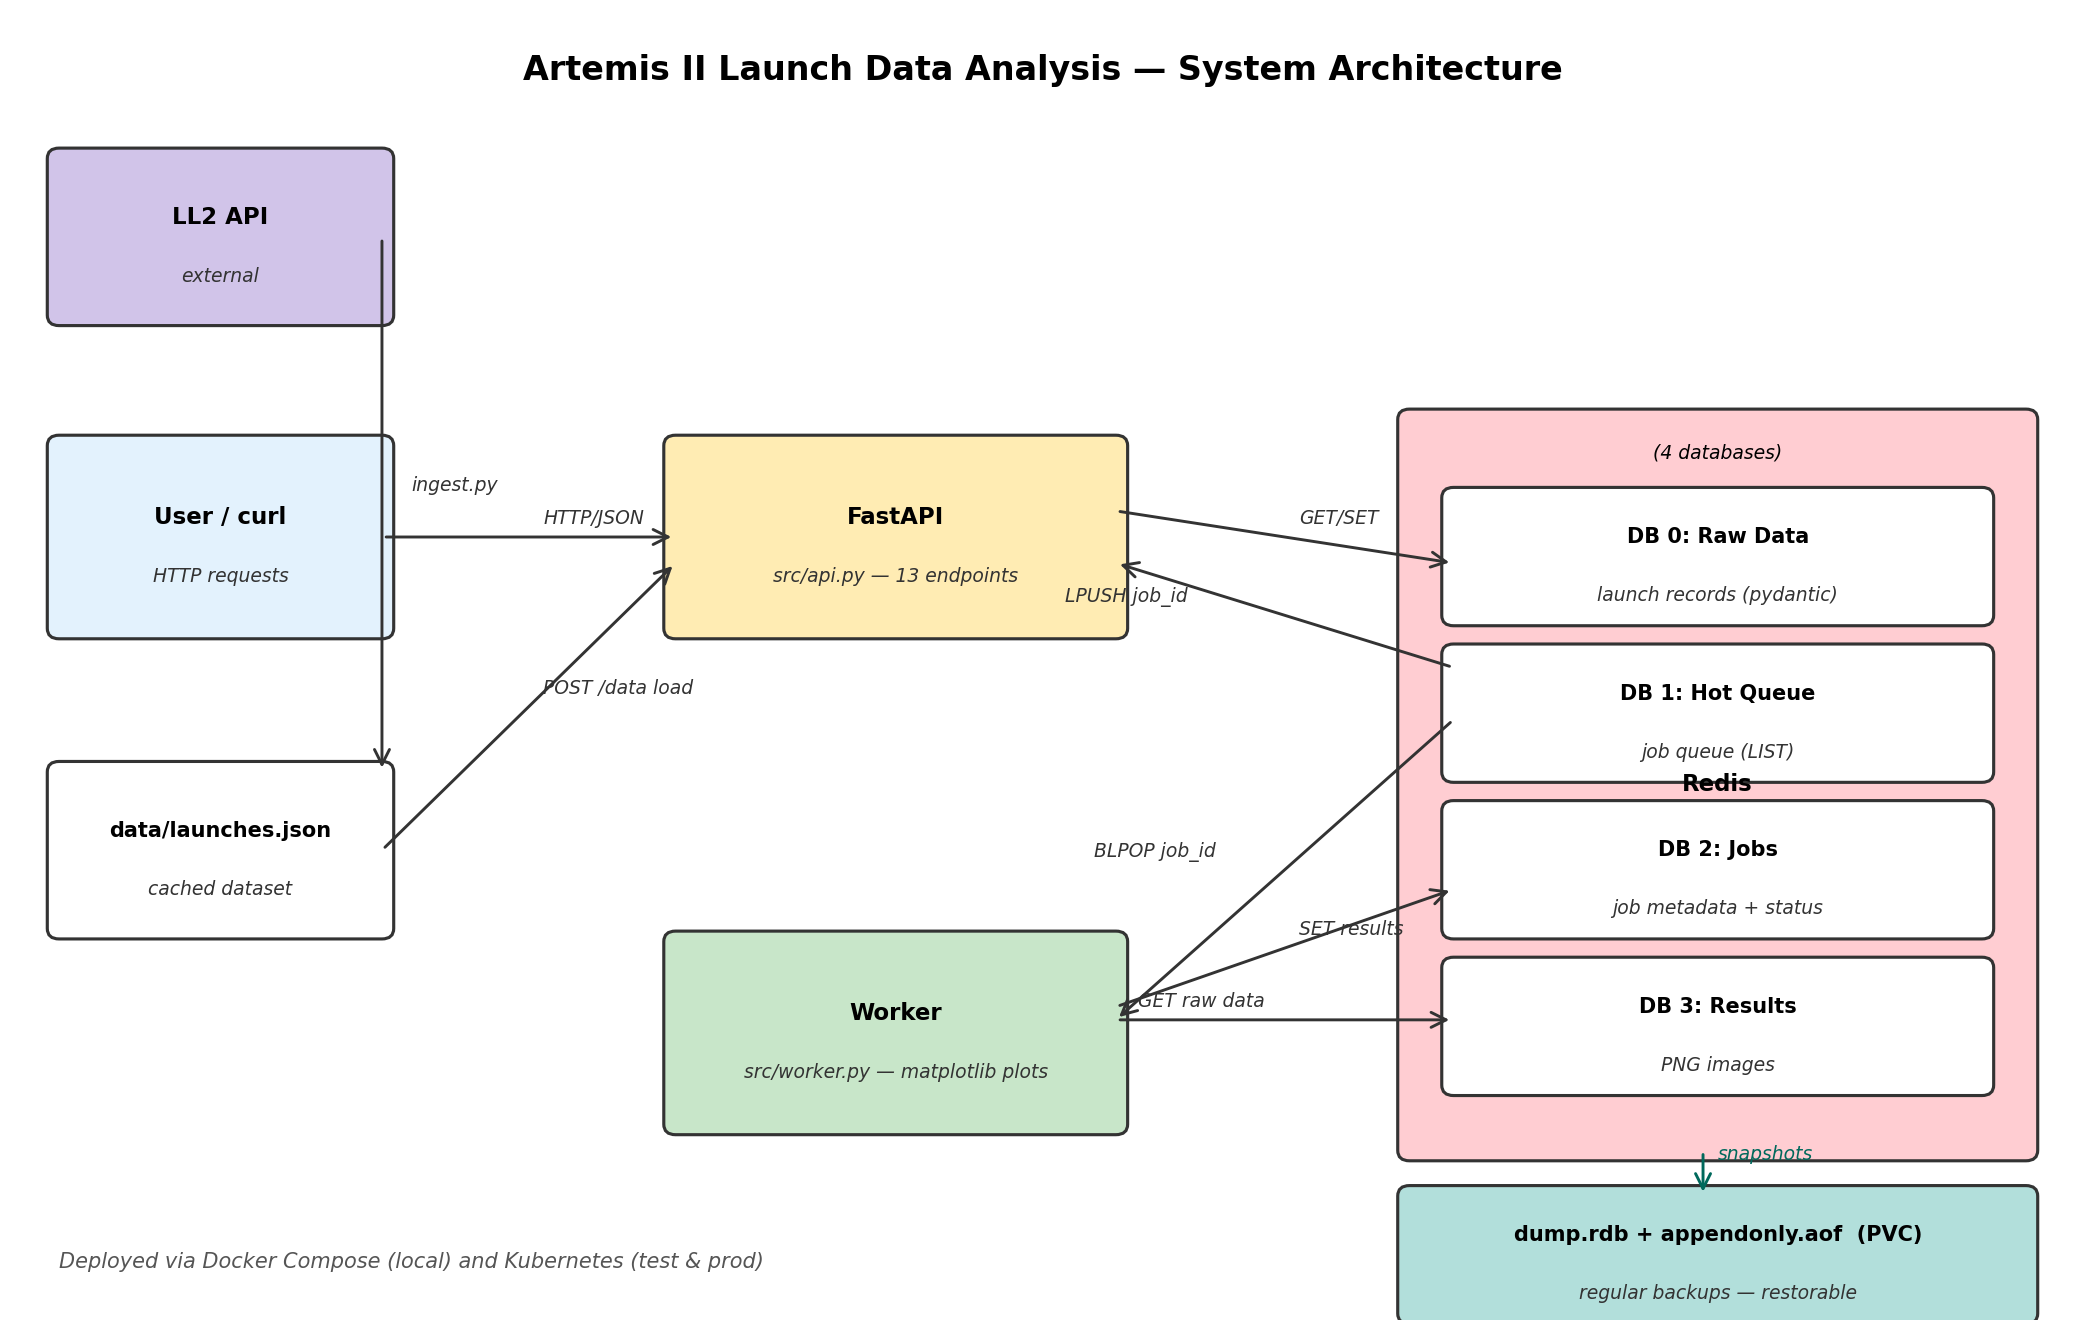 Artemis II Launch Data Analysis — System Architecture
LL2 API
external
User / curl
HTTP requests
data/launches.json
cached dataset
ingest.py
HTTP/JSON
POST /data load
FastAPI
src/api.py — 13 endpoints
Worker
src/worker.py — matplotlib plots
GET/SET
LPUSH job_id
BLPOP job_id
SET results
GET raw data
(4 databases)
DB 0: Raw Data
launch records (pydantic)
DB 1: Hot Queue
job queue (LIST)
Redis
DB 2: Jobs
job metadata + status
DB 3: Results
PNG images
snapshots
dump.rdb + appendonly.aof  (PVC)
regular backups — restorable
Deployed via Docker Compose (local) and Kubernetes (test & prod)